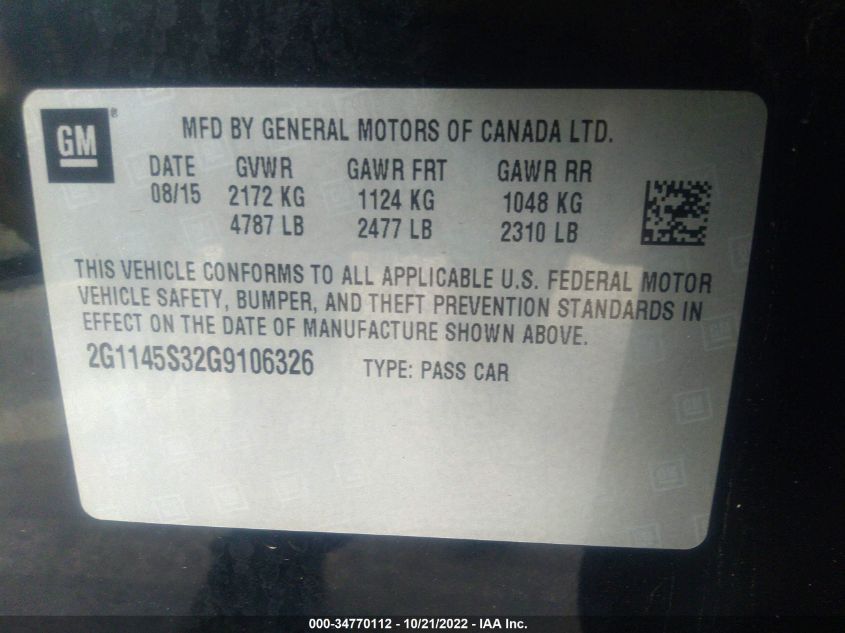 GM®
MFD BY GENERAL MOTORS OF CANADA LTD.
DATE GVWR GAWR FRT GAWR RR
08/15 2172 KG 1124 KG 1048 KG
4787 LB 2477 LB 2310 LB
THIS VEHICLE CONFORMS TO ALL APPLICABLE U.S. FEDERAL MOTOR
VEHICLE SAFETY, BUMPER, AND THEFT PREVENTION STANDARDS IN
EFFECT ON THE DATE OF MANUFACTURE SHOWN ABOVE.
2G1145S32G9106326 TYPE: PASS CAR
000-34770112 - 10/21/2022 - IAA Inc.